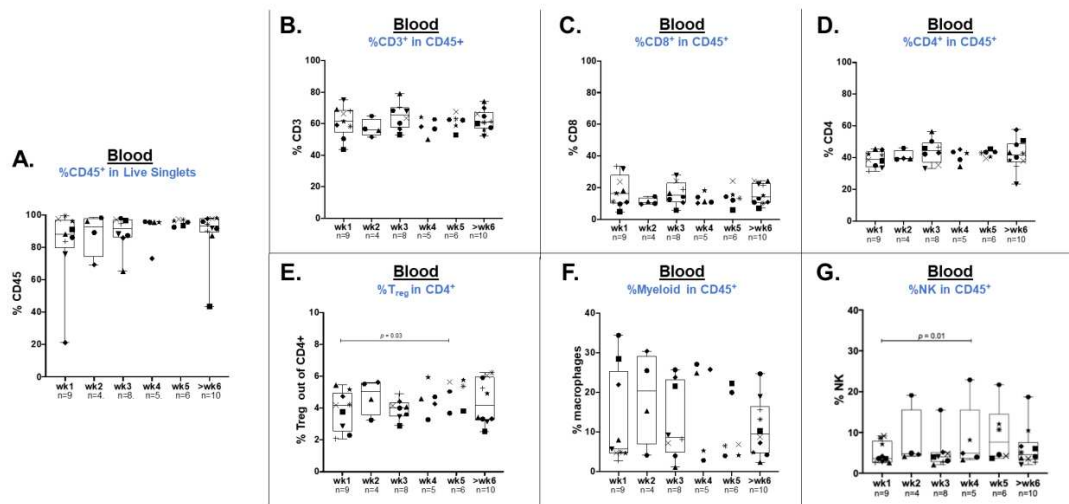 A.
Blood
%CD45⁺ in Live Singlets
% CD45
100
80
60
40
20
0
wk1 wk2 wk3 wk4 wk5 >wk6
n=9 n=4 n=8 n=5 n=6 n=10
B.
Blood
%CD3⁺ in CD45+
% CD3
100
80
60
40
20
0
wk1 wk2 wk3 wk4 wk5 >wk6
n=9 n=4 n=8 n=5 n=6 n=10
C.
Blood
%CD8⁺ in CD45⁺
% CD8
100
80
60
40
20
0
wk1 wk2 wk3 wk4 wk5 >wk6
n=9 n=4 n=8 n=5 n=6 n=10
D.
Blood
%CD4⁺ in CD45⁺
% CD4
100
80
60
40
20
0
wk1 wk2 wk3 wk4 wk5 >wk6
n=9 n=4 n=8 n=5 n=6 n=10
E.
Blood
%Treg in CD4⁺
% Treg out of CD4+
10
8
6
4
2
0
p = 0.03
wk1 wk2 wk3 wk4 wk5 >wk6
n=9 n=4 n=8 n=5 n=6 n=10
F.
Blood
%Myeloid in CD45⁺
% macrophages
40
30
20
10
0
wk1 wk2 wk3 wk4 wk5 >wk6
n=9 n=4 n=8 n=5 n=6 n=10
G.
Blood
%NK in CD45⁺
% NK
40
30
20
10
0
p = 0.01
wk1 wk2 wk3 wk4 wk5 >wk6
n=9 n=4 n=8 n=5 n=6 n=10